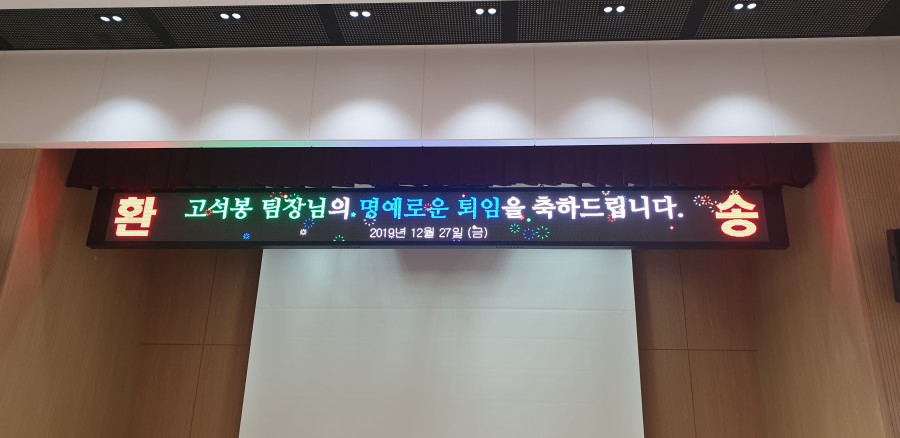 환 고석봉 팀장님의 명예로운 퇴임을 축하드립니다. 송
2019년 12월 27일 (금)